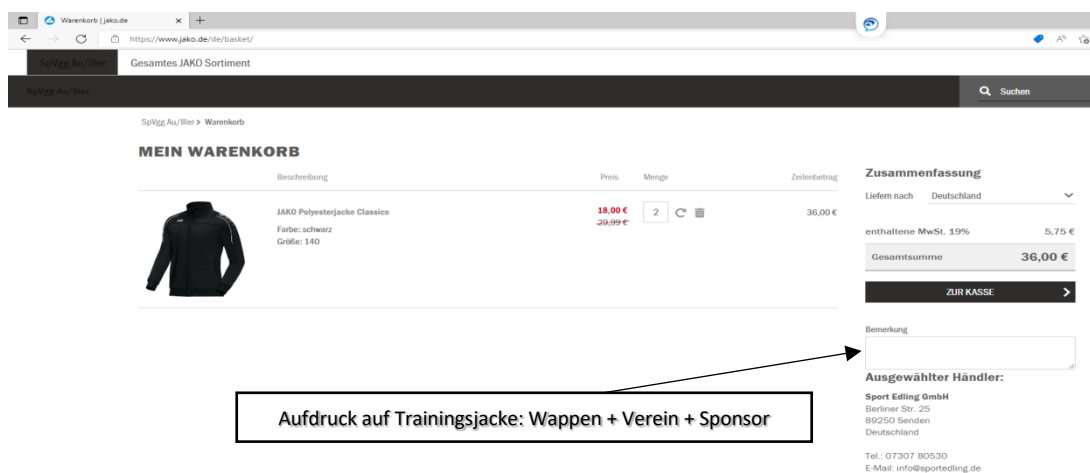 Warenkorb | jako.de
https://www.jako.de/de/basket/
SpVgg Au/Iller Gesamtes JAKO Sortiment
SpVgg Au/Iller
Suchen
SpVgg Au/Iller > Warenkorb
MEIN WARENKORB
Beschreibung Preis Menge Zeilenbetrag
JAKO Polyesterjacke Classico 18,00 € 2 36,00 €
29,99 €
Farbe: schwarz
Größe: 140
Zusammenfassung
Liefern nach Deutschland
enthaltene MwSt. 19% 5,75 €
Gesamtsumme 36,00 €
ZUR KASSE
Bemerkung
Aufdruck auf Trainingsjacke: Wappen + Verein + Sponsor
Ausgewählter Händler:
Sport Edling GmbH
Berliner Str. 25
89250 Senden
Deutschland
Tel.: 07307 80530
E-Mail: info@sportedling.de